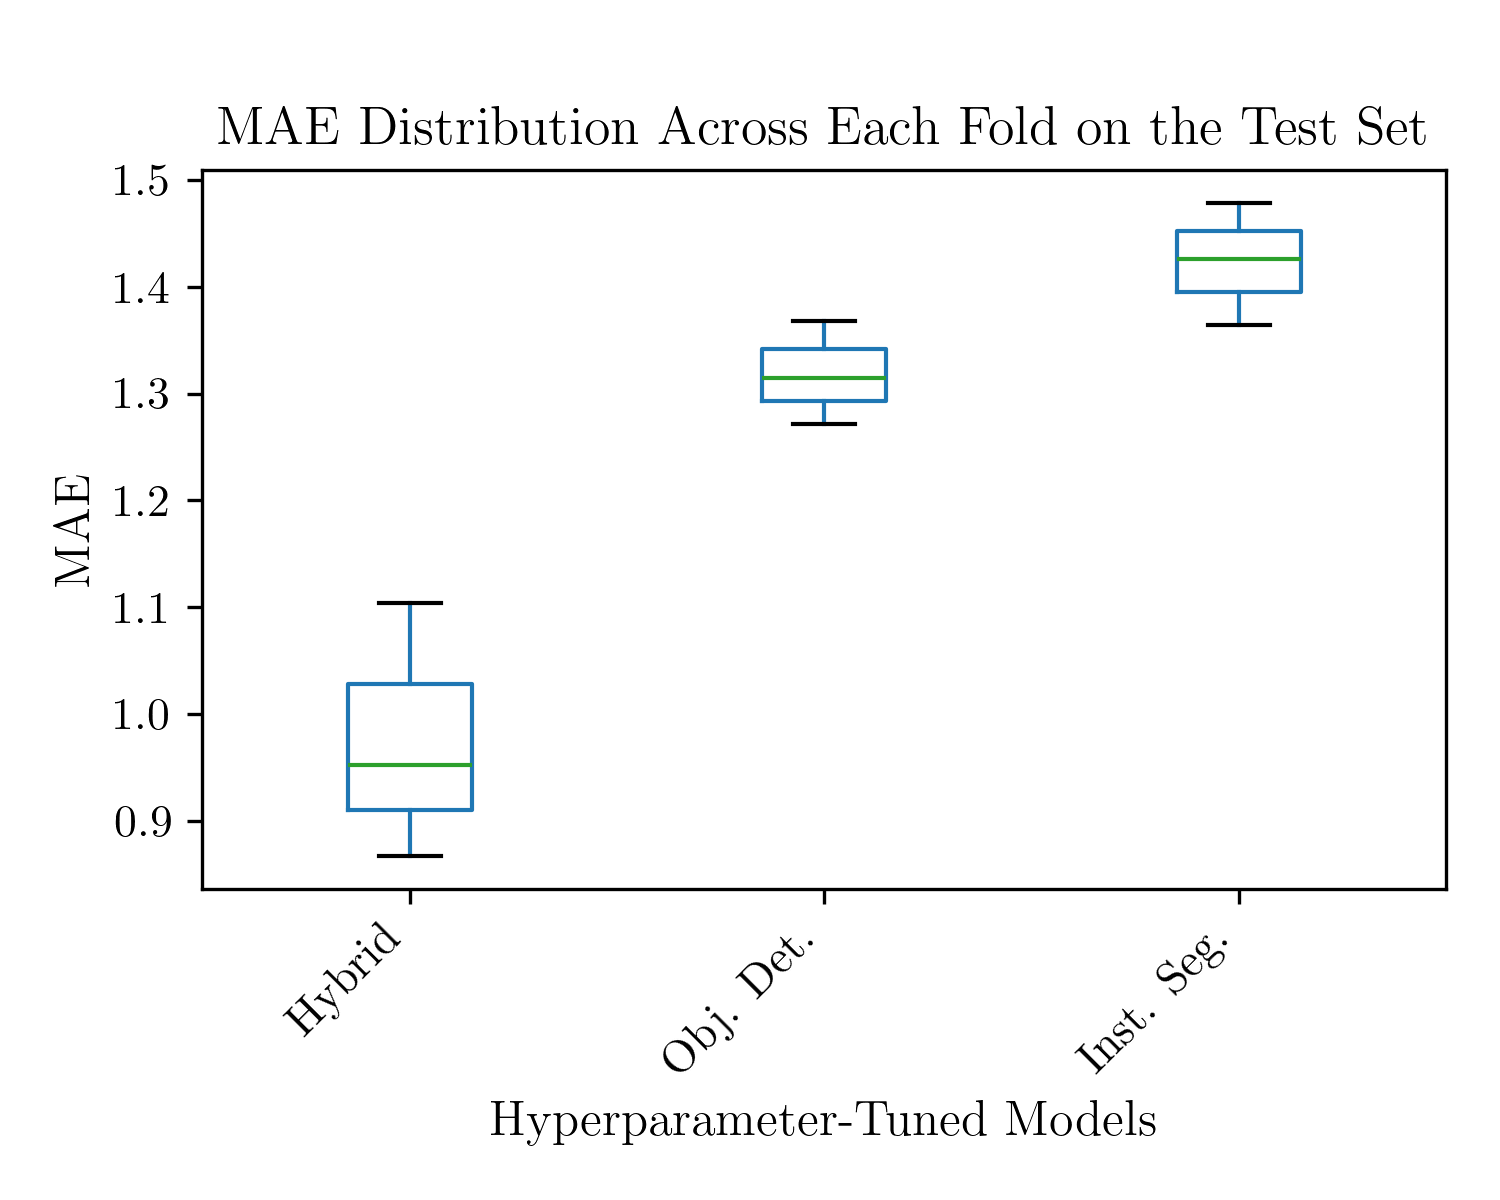 MAE Distribution Across Each Fold on the Test Set
1.5
1.4
1.3
1.2
1.1
1.0
0.9
MAE
Hybrid
Obj. Det.
Inst. Seg.
Hyperparameter-Tuned Models